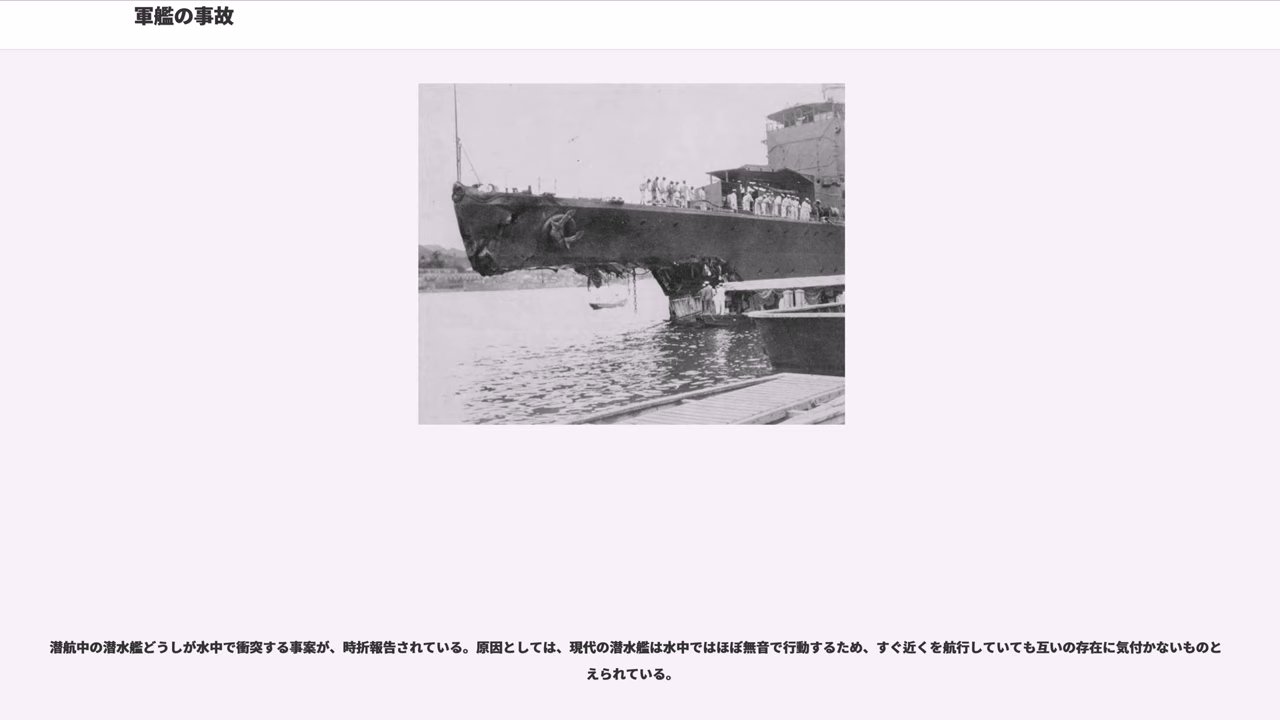 軍艦の事故
潜航中の潜水艦どうしが水中で衝突する事案が、時折報告されている。原因としては、現代の潜水艦は水中ではほぼ無音で行動するため、すぐ近くを航行していても互いの存在に気付かないものと
えられている。